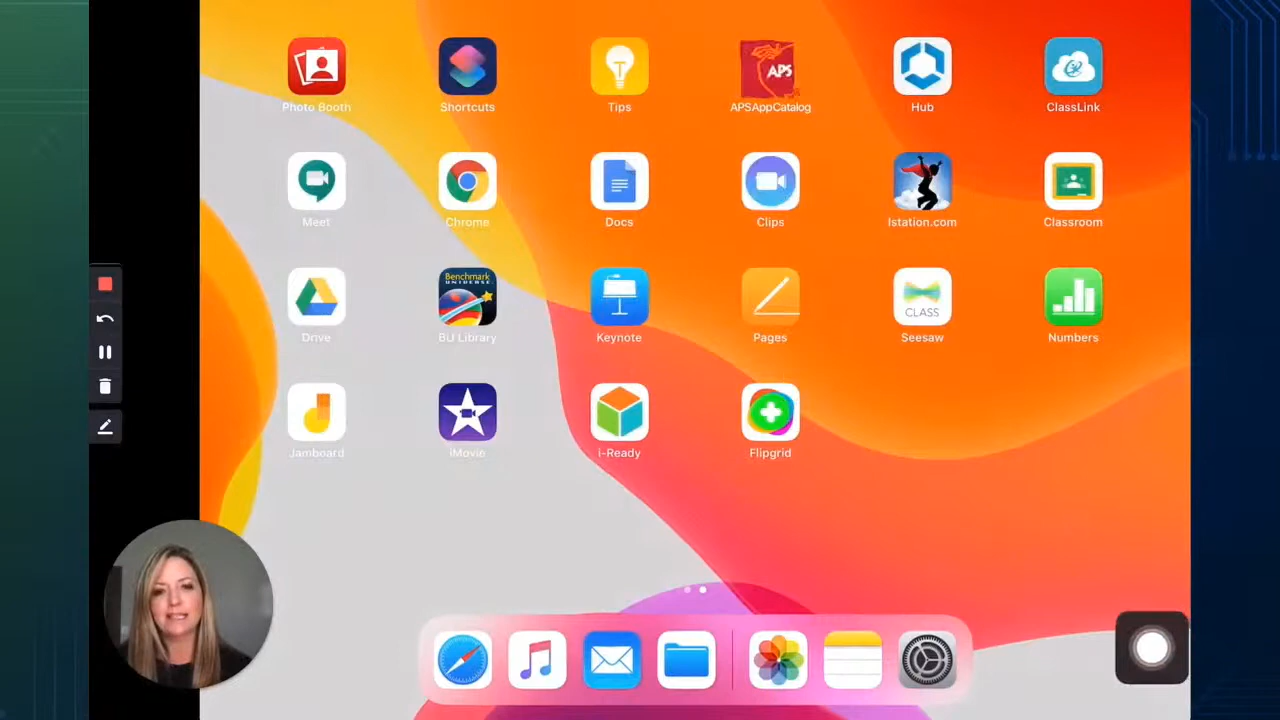 APS
Photo Booth
Shortcuts
Tips
APSAppCatalog
Hub
ClassLink
Meet
Chrome
Docs
Clips
Istation.com
Classroom
Benchmark
UNIVERSE
CLASS
Drive
BU Library
Keynote
Pages
Seesaw
Numbers
Jamboard
iMovie
i-Ready
Flipgrid